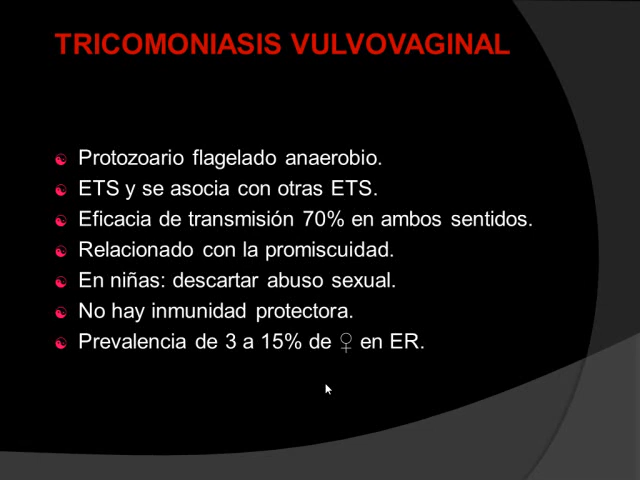 TRICOMONIASIS VULVOVAGINAL
Protozoario flagelado anaerobio.
ETS y se asocia con otras ETS.
Eficacia de transmisión 70% en ambos sentidos.
Relacionado con la promiscuidad.
En niñas: descartar abuso sexual.
No hay inmunidad protectora.
Prevalencia de 3 a 15% de ♀ en ER.